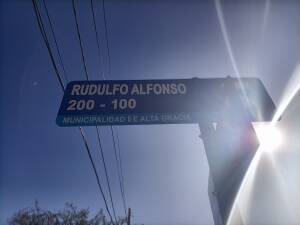 RUDULFO ALFONSO
200 - 100
MUNICIPALIDAD DE ALTA GRACIA